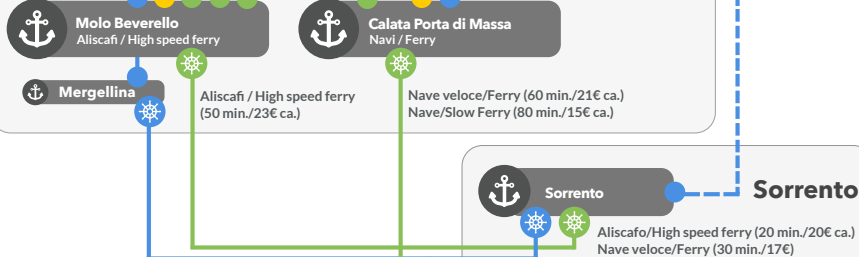 Molo Beverello
Aliscafi / High speed ferry
Calata Porta di Massa
Navi / Ferry
Mergellina
Aliscafi / High speed ferry
(50 min./23€ ca.)
Nave veloce/Ferry (60 min./21€ ca.)
Nave/Slow Ferry (80 min./15€ ca.)
Sorrento
Sorrento
Aliscafo/High speed ferry (20 min./20€ ca.)
Nave veloce/Ferry (30 min./17€)